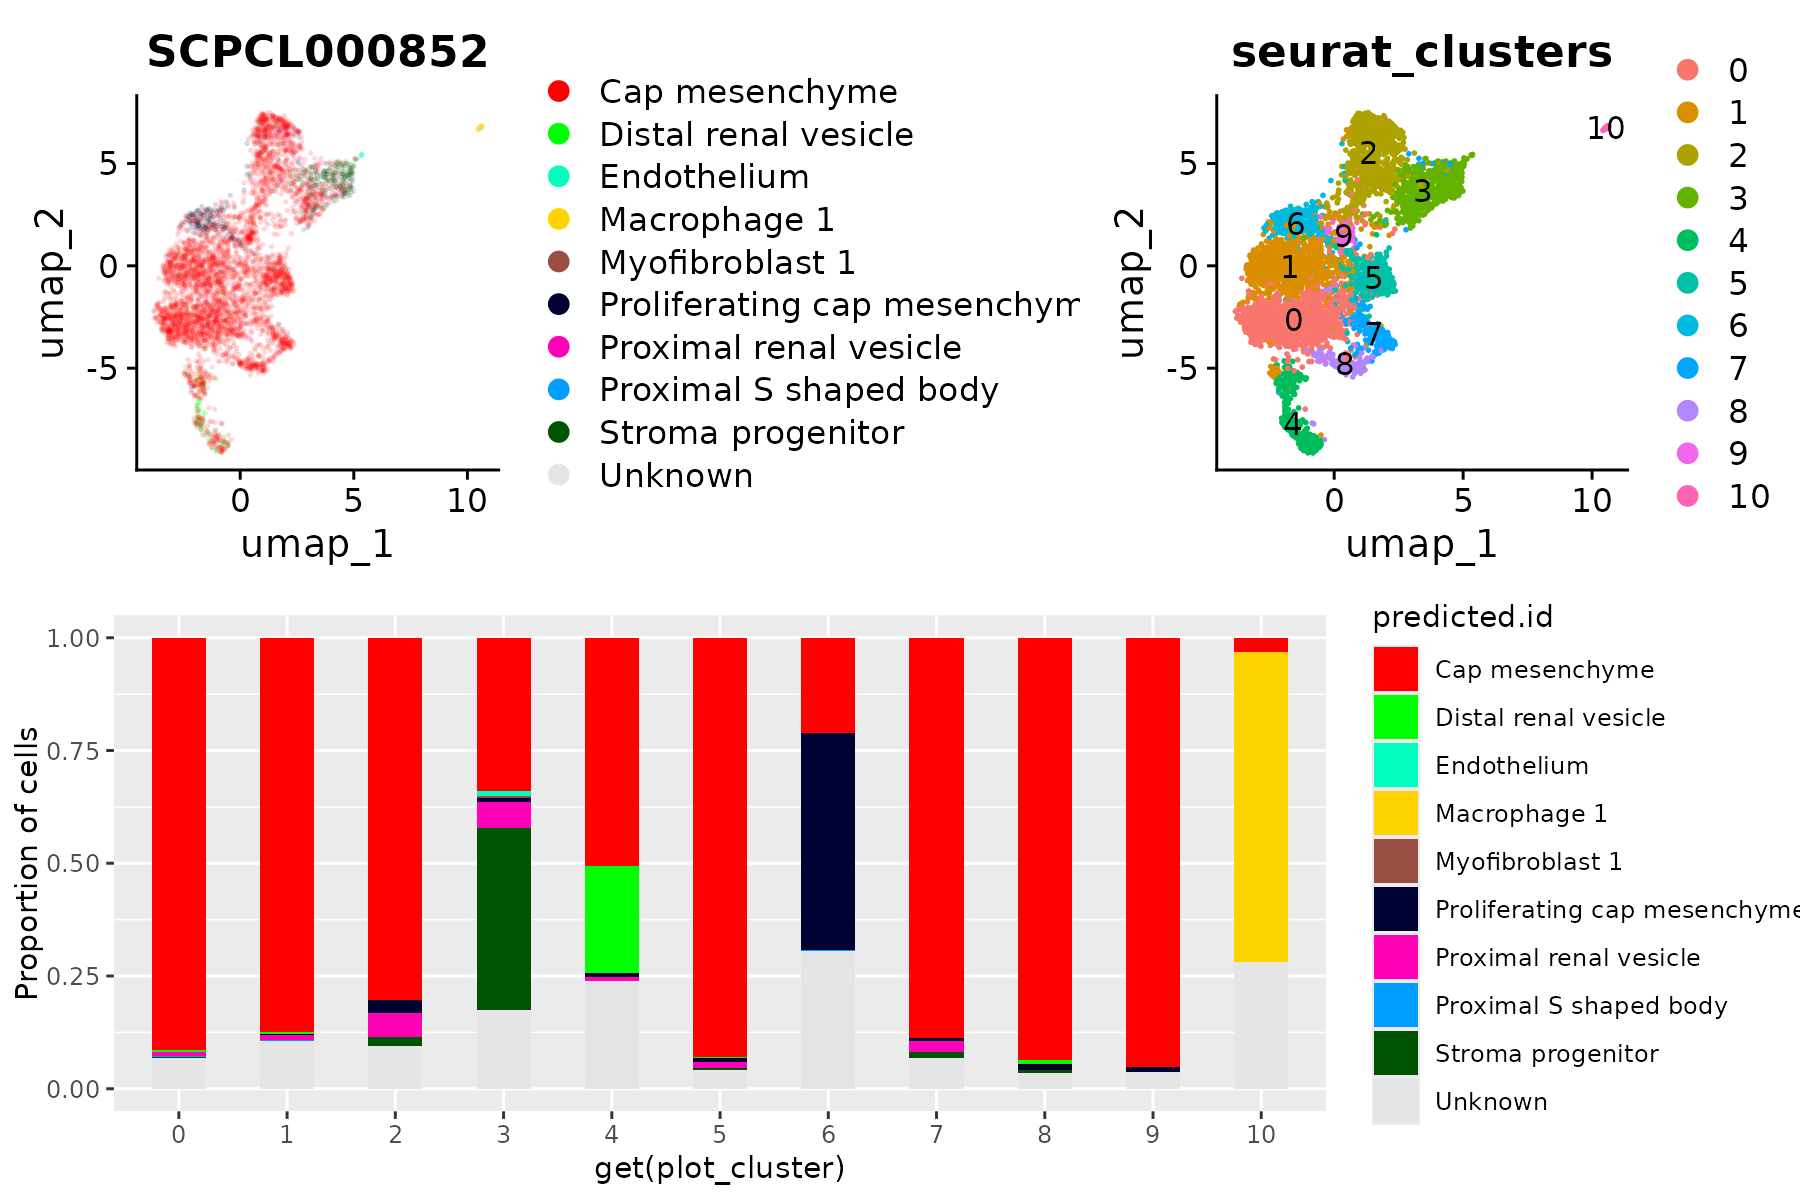 SCPCL000852
umap_2
5
0
-5
0 5 10
umap_1
Cap mesenchyme
Distal renal vesicle
Endothelium
Macrophage 1
Myofibroblast 1
Proliferating cap mesenchym
Proximal renal vesicle
Proximal S shaped body
Stroma progenitor
Unknown
seurat_clusters
umap_2
5
0
-5
0 5 10
umap_1
10
2
3
6
9
1
5
0
7
8
4
0
1
2
3
4
5
6
7
8
9
10
Proportion of cells
1.00
0.75
0.50
0.25
0.00
0 1 2 3 4 5 6 7 8 9 10
get(plot_cluster)
predicted.id
Cap mesenchyme
Distal renal vesicle
Endothelium
Macrophage 1
Myofibroblast 1
Proliferating cap mesenchyme
Proximal renal vesicle
Proximal S shaped body
Stroma progenitor
Unknown